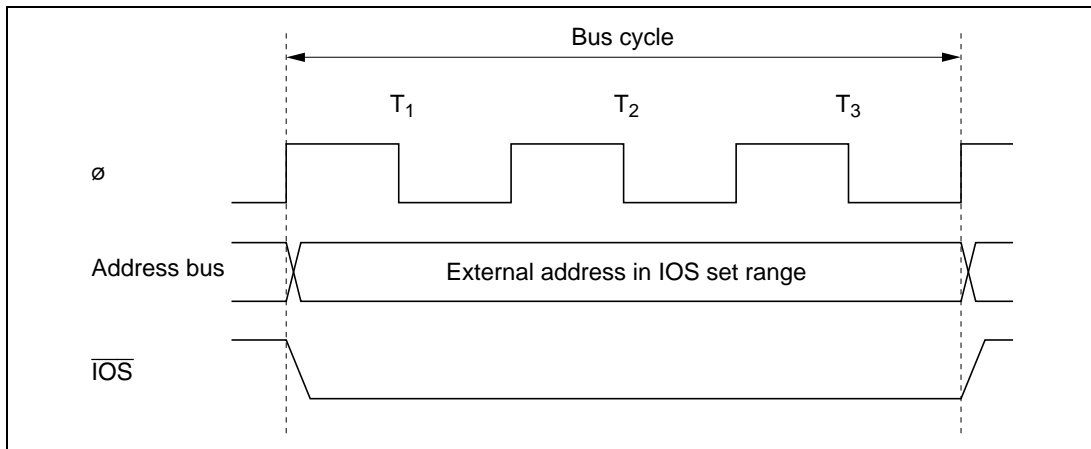 Bus cycle
T1 T2 T3
ø
Address bus External address in IOS set range
IOS